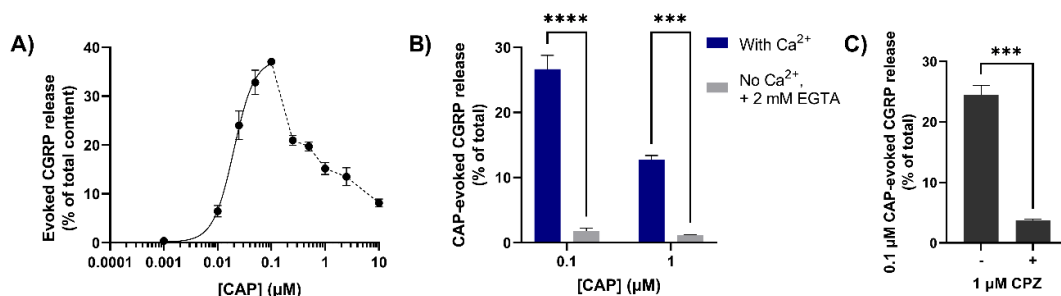 A)
Evoked CGRP release
(% of total content)
40
30
20
10
0
0.0001 0.001 0.01 0.1 1 10
[CAP] (µM)
B)
CAP-evoked CGRP release
(% of total)
30
20
10
0
**** ***
0.1 1
[CAP] (µM)
With Ca²⁺
No Ca²⁺,
+ 2 mM EGTA
C)
0.1 µM CAP-evoked CGRP release
(% of total)
30
20
10
0
***
- +
1 µM CPZ